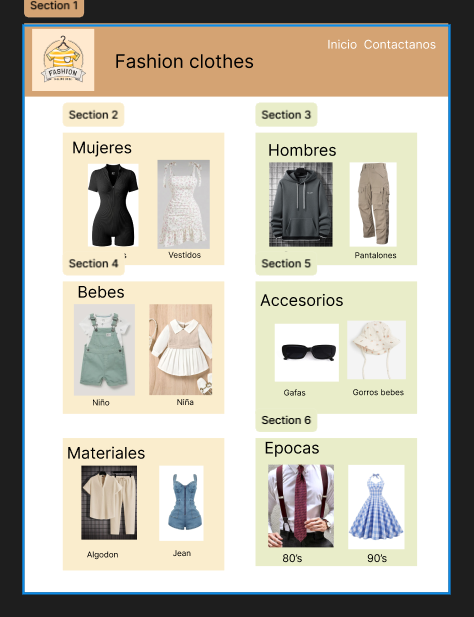 Section 1
FASHION
Fashion clothes
Inicio Contactanos
Section 2
Section 3
Mujeres
Hombres
s
Vestidos
Pantalones
Section 4
Section 5
Bebes
Accesorios
Niño
Niña
Gafas
Gorros bebes
Section 6
Materiales
Epocas
Algodon
Jean
80's
90's